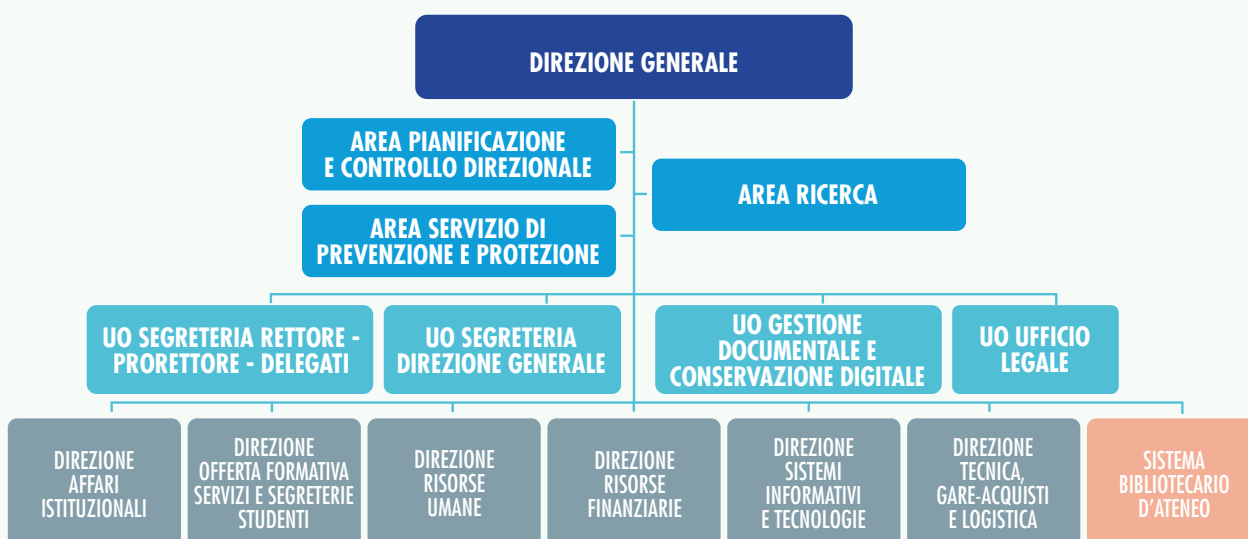 DIREZIONE GENERALE
AREA PIANIFICAZIONE
E CONTROLLO DIREZIONALE
AREA RICERCA
AREA SERVIZIO DI
PREVENZIONE E PROTEZIONE
UO SEGRETERIA RETTORE -
PRORETTORE - DELEGATI
UO SEGRETERIA
DIREZIONE GENERALE
UO GESTIONE
DOCUMENTALE E
CONSERVAZIONE DIGITALE
UO UFFICIO
LEGALE
DIREZIONE
AFFARI
ISTITUZIONALI
DIREZIONE
OFFERTA FORMATIVA
SERVIZI E SEGRETERIE
STUDENTI
DIREZIONE
RISORSE
UMANE
DIREZIONE
RISORSE
FINANZIARIE
DIREZIONE
SISTEMI
INFORMATIVI
E TECNOLOGIE
DIREZIONE
TECNICA,
GARE-ACQUISTI
E LOGISTICA
SISTEMA
BIBLIOTECARIO
D'ATENEO